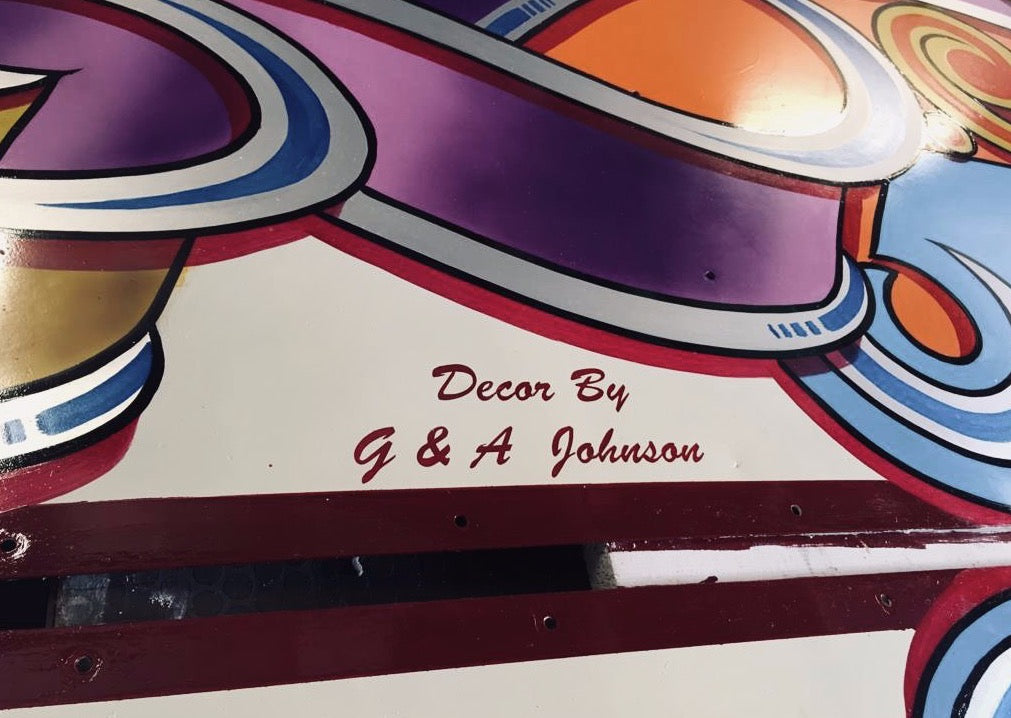 Decor By
G & A Johnson